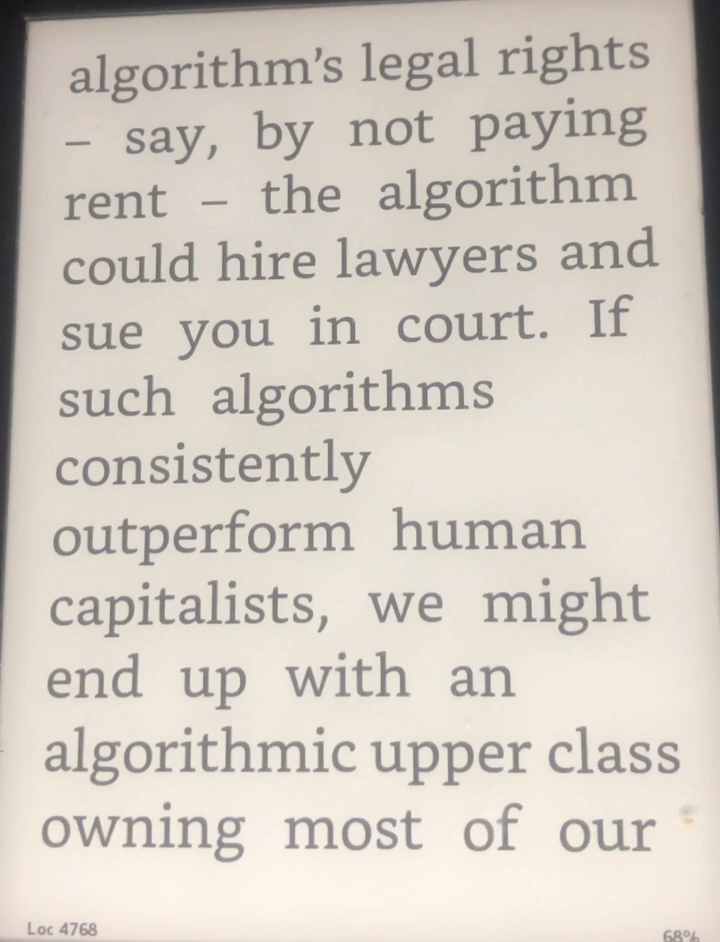 algorithm’s legal rights
– say, by not paying
rent – the algorithm
could hire lawyers and
sue you in court. If
such algorithms
consistently
outperform human
capitalists, we might
end up with an
algorithmic upper class
owning most of our
Loc 4768 68%